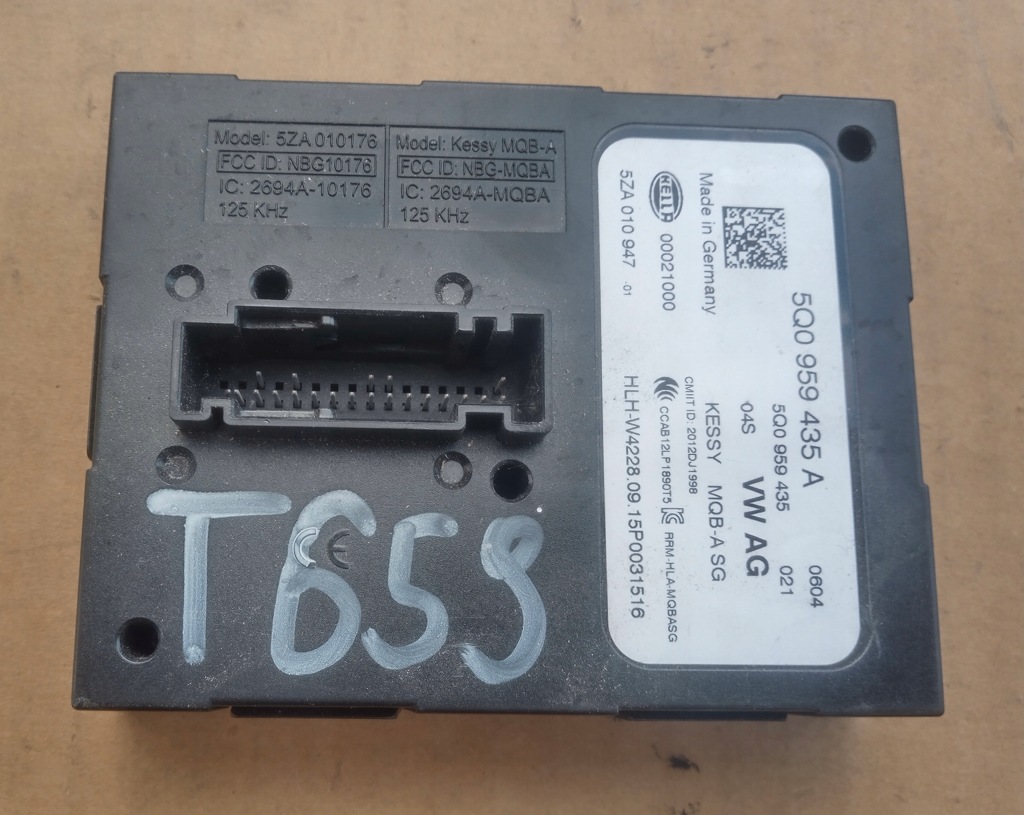 Model: 5ZA 010176
FCC ID: NBG10176
IC: 2694A-10176
125 KHz
Model: Kessy MQB-A
FCC ID: NBG-MQBA
IC: 2694A-MQBA
125 KHz
5Q0 959 435 A 0604
5Q0 959 435 021
04S VW AG
Made in Germany KESSY MQB-A SG
CMIIT ID: 2012DJ1998
HELLA 00021000 CCAB12LP1890T5 RRM-HLA-MQBASG
5ZA 010 947 -01 HLH-W4228.09.15P0031516
CE
T659